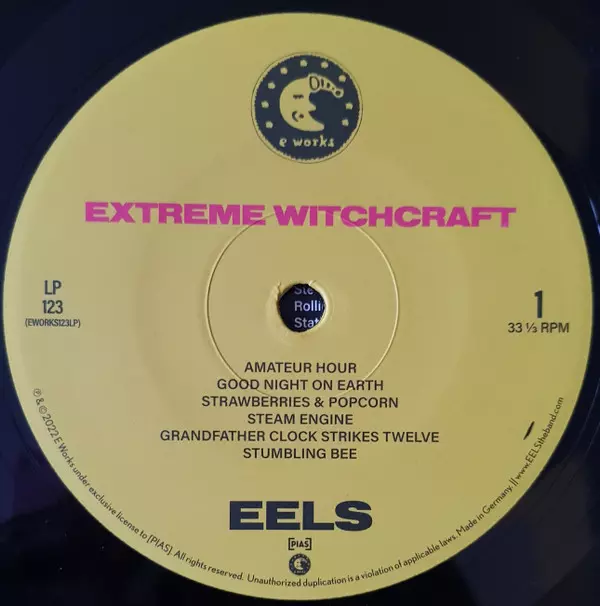 e works
EXTREME WITCHCRAFT
LP
123
(EWORKS123LP)
1
33 ⅓ RPM
Rolli
Stat
AMATEUR HOUR
GOOD NIGHT ON EARTH
STRAWBERRIES & POPCORN
STEAM ENGINE
GRANDFATHER CLOCK STRIKES TWELVE
STUMBLING BEE
EELS
[PIAS]
℗ & © 2022 E Works under exclusive license to [PIAS]. All rights reserved. Unauthorized duplication is a violation of applicable laws. Made in Germany. || www.EELStheband.com